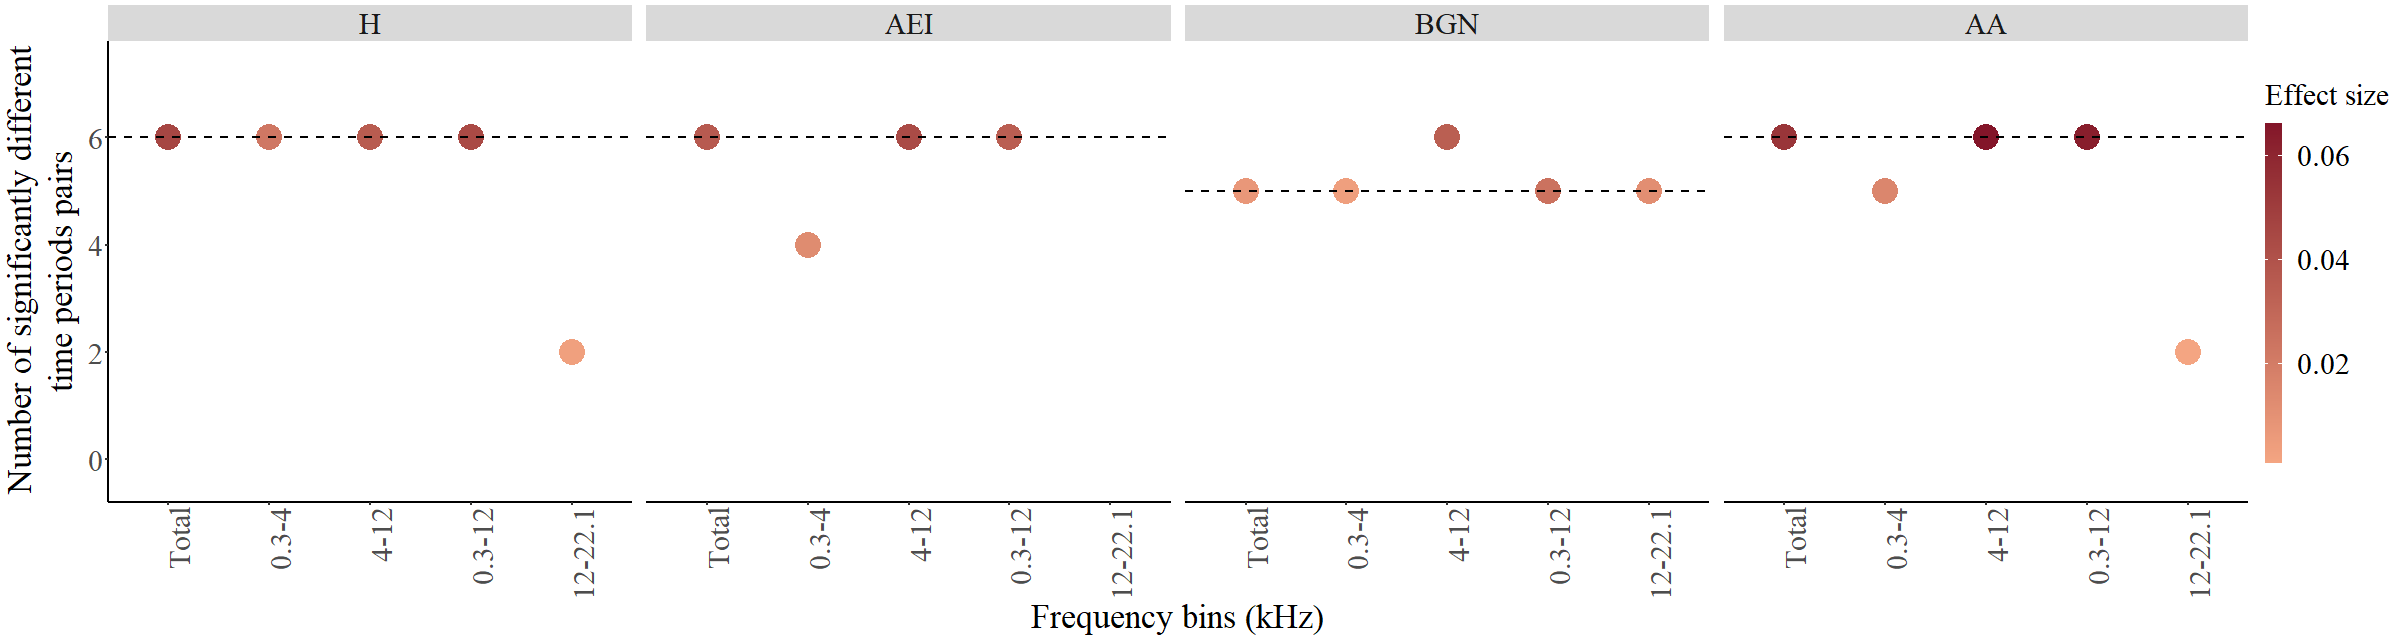 H
AEI
BGN
AA
Number of significantly different
time periods pairs
6
4
2
0
Total
0.3-4
4-12
0.3-12
12-22.1
Total
0.3-4
4-12
0.3-12
12-22.1
Total
0.3-4
4-12
0.3-12
12-22.1
Total
0.3-4
4-12
0.3-12
12-22.1
Frequency bins (kHz)
Effect size
0.06
0.04
0.02